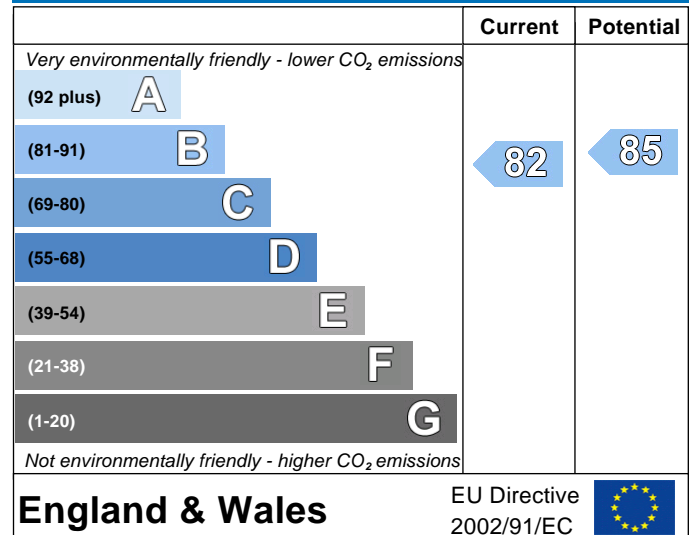 Current Potential
Very environmentally friendly - lower CO₂ emissions
(92 plus) A
(81-91) B
82 85
(69-80) C
(55-68) D
(39-54) E
(21-38) F
(1-20) G
Not environmentally friendly - higher CO₂ emissions
England & Wales
EU Directive
2002/91/EC